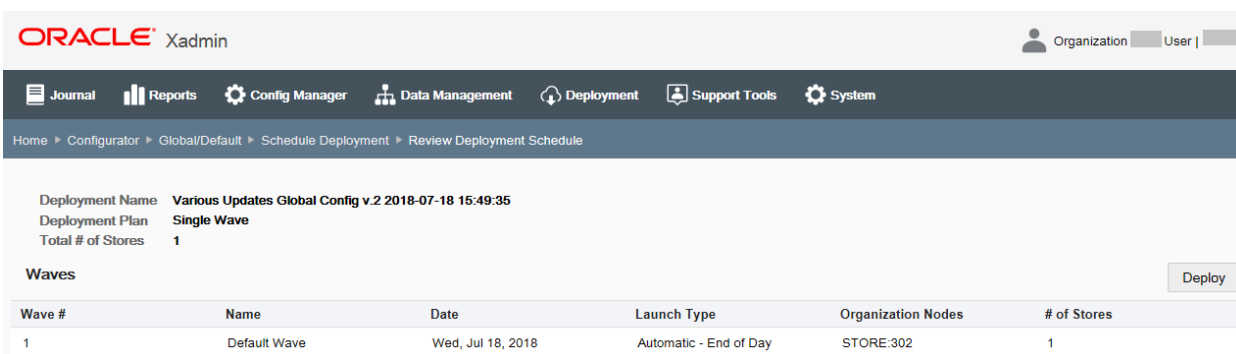 ORACLE Xadmin
Organization User |
Journal Reports Config Manager Data Management Deployment Support Tools System
Home Configurator Global/Default Schedule Deployment Review Deployment Schedule
Deployment Name Various Updates Global Config v.2 2018-07-18 15:49:35
Deployment Plan Single Wave
Total # of Stores 1
Waves
Deploy
Wave # Name Date Launch Type Organization Nodes # of Stores
1 Default Wave Wed, Jul 18, 2018 Automatic - End of Day STORE:302 1